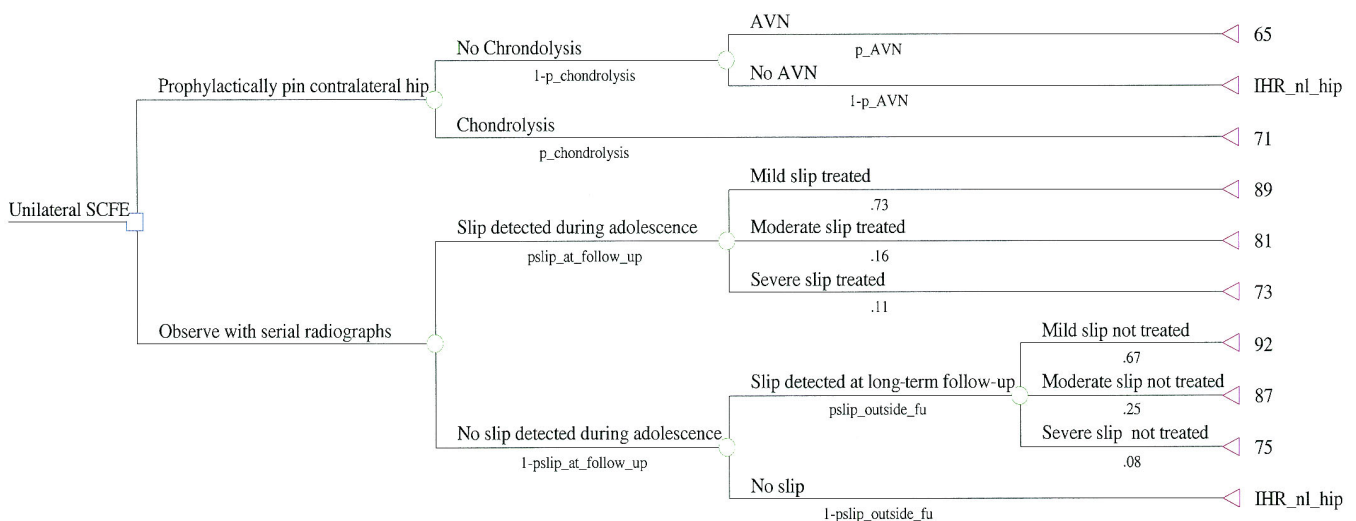 AVN
65
p_AVN
No Chrondolysis
1-p_chondrolysis
No AVN
IHR_nl_hip
1-p_AVN
Prophylactically pin contralateral hip
Chondrolysis
71
p_chondrolysis
Mild slip treated
89
.73
Unilateral SCFE
Slip detected during adolescence
pslip_at_follow_up
Moderate slip treated
81
.16
Severe slip treated
73
.11
Observe with serial radiographs
Mild slip not treated
92
.67
Slip detected at long-term follow-up
pslip_outside_fu
Moderate slip not treated
87
.25
No slip detected during adolescence
1-pslip_at_follow_up
Severe slip not treated
75
.08
No slip
IHR_nl_hip
1-pslip_outside_fu